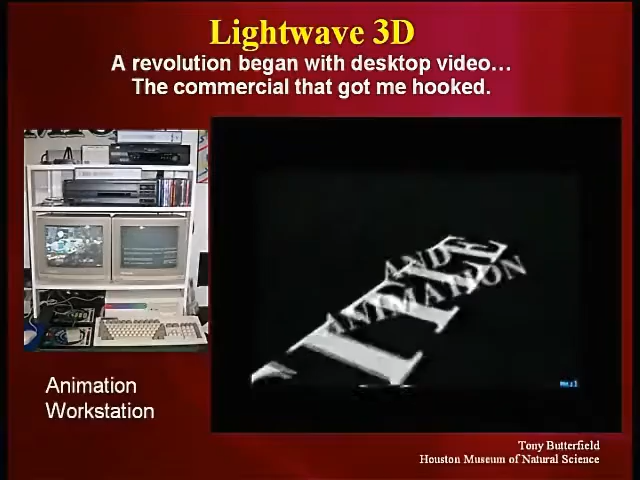 Lightwave 3D
A revolution began with desktop video...
The commercial that got me hooked.
AND
ANIMATION
Animation
Workstation
Tony Butterfield
Houston Museum of Natural Science